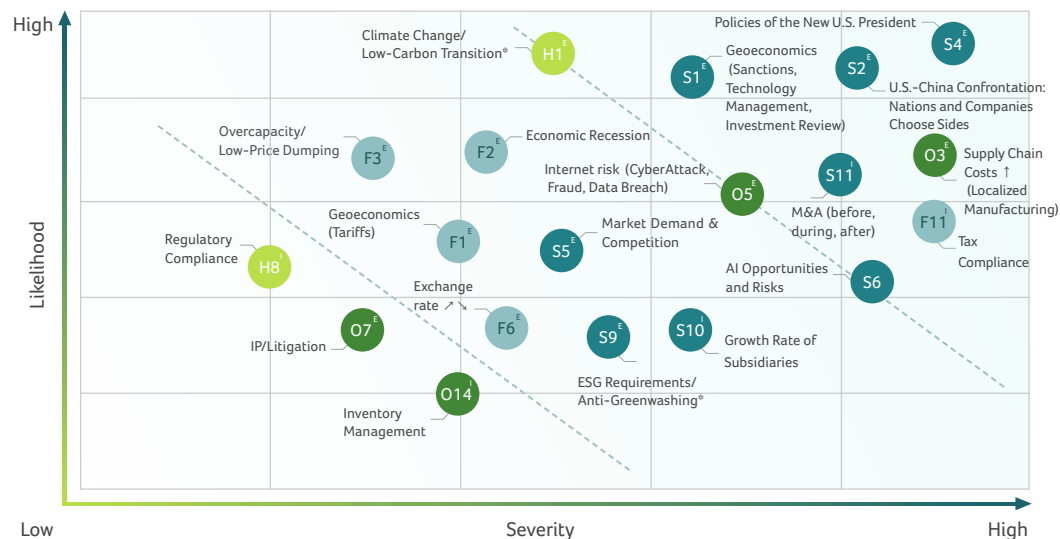 High
Policies of the New U.S. President
S4 E
Climate Change/
Low-Carbon Transition*
H1 E
S1 E
Geoeconomics
(Sanctions,
Technology
Management,
Investment Review)
S2 E
U.S.-China Confrontation:
Nations and Companies
Choose Sides
Overcapacity/
Low-Price Dumping
F3 E
F2 E
Economic Recession
Internet risk (CyberAttack,
Fraud, Data Breach)
O5 E
S11 I
M&A (before,
during, after)
O3 E
Supply Chain
Costs ↑
(Localized
Manufacturing)
F11 I
Tax
Compliance
Geoeconomics
(Tariffs)
F1 E
S5 E
Market Demand &
Competition
Regulatory
Compliance
H8 I
AI Opportunities
and Risks
S6
Exchange
rate ↗ ↘
F6 E
O7 E
IP/Litigation
S9 E
ESG Requirements/
Anti-Greenwashing*
S10 I
Growth Rate of
Subsidiaries
O14 I
Inventory
Management
Likelihood
Low
Severity
High